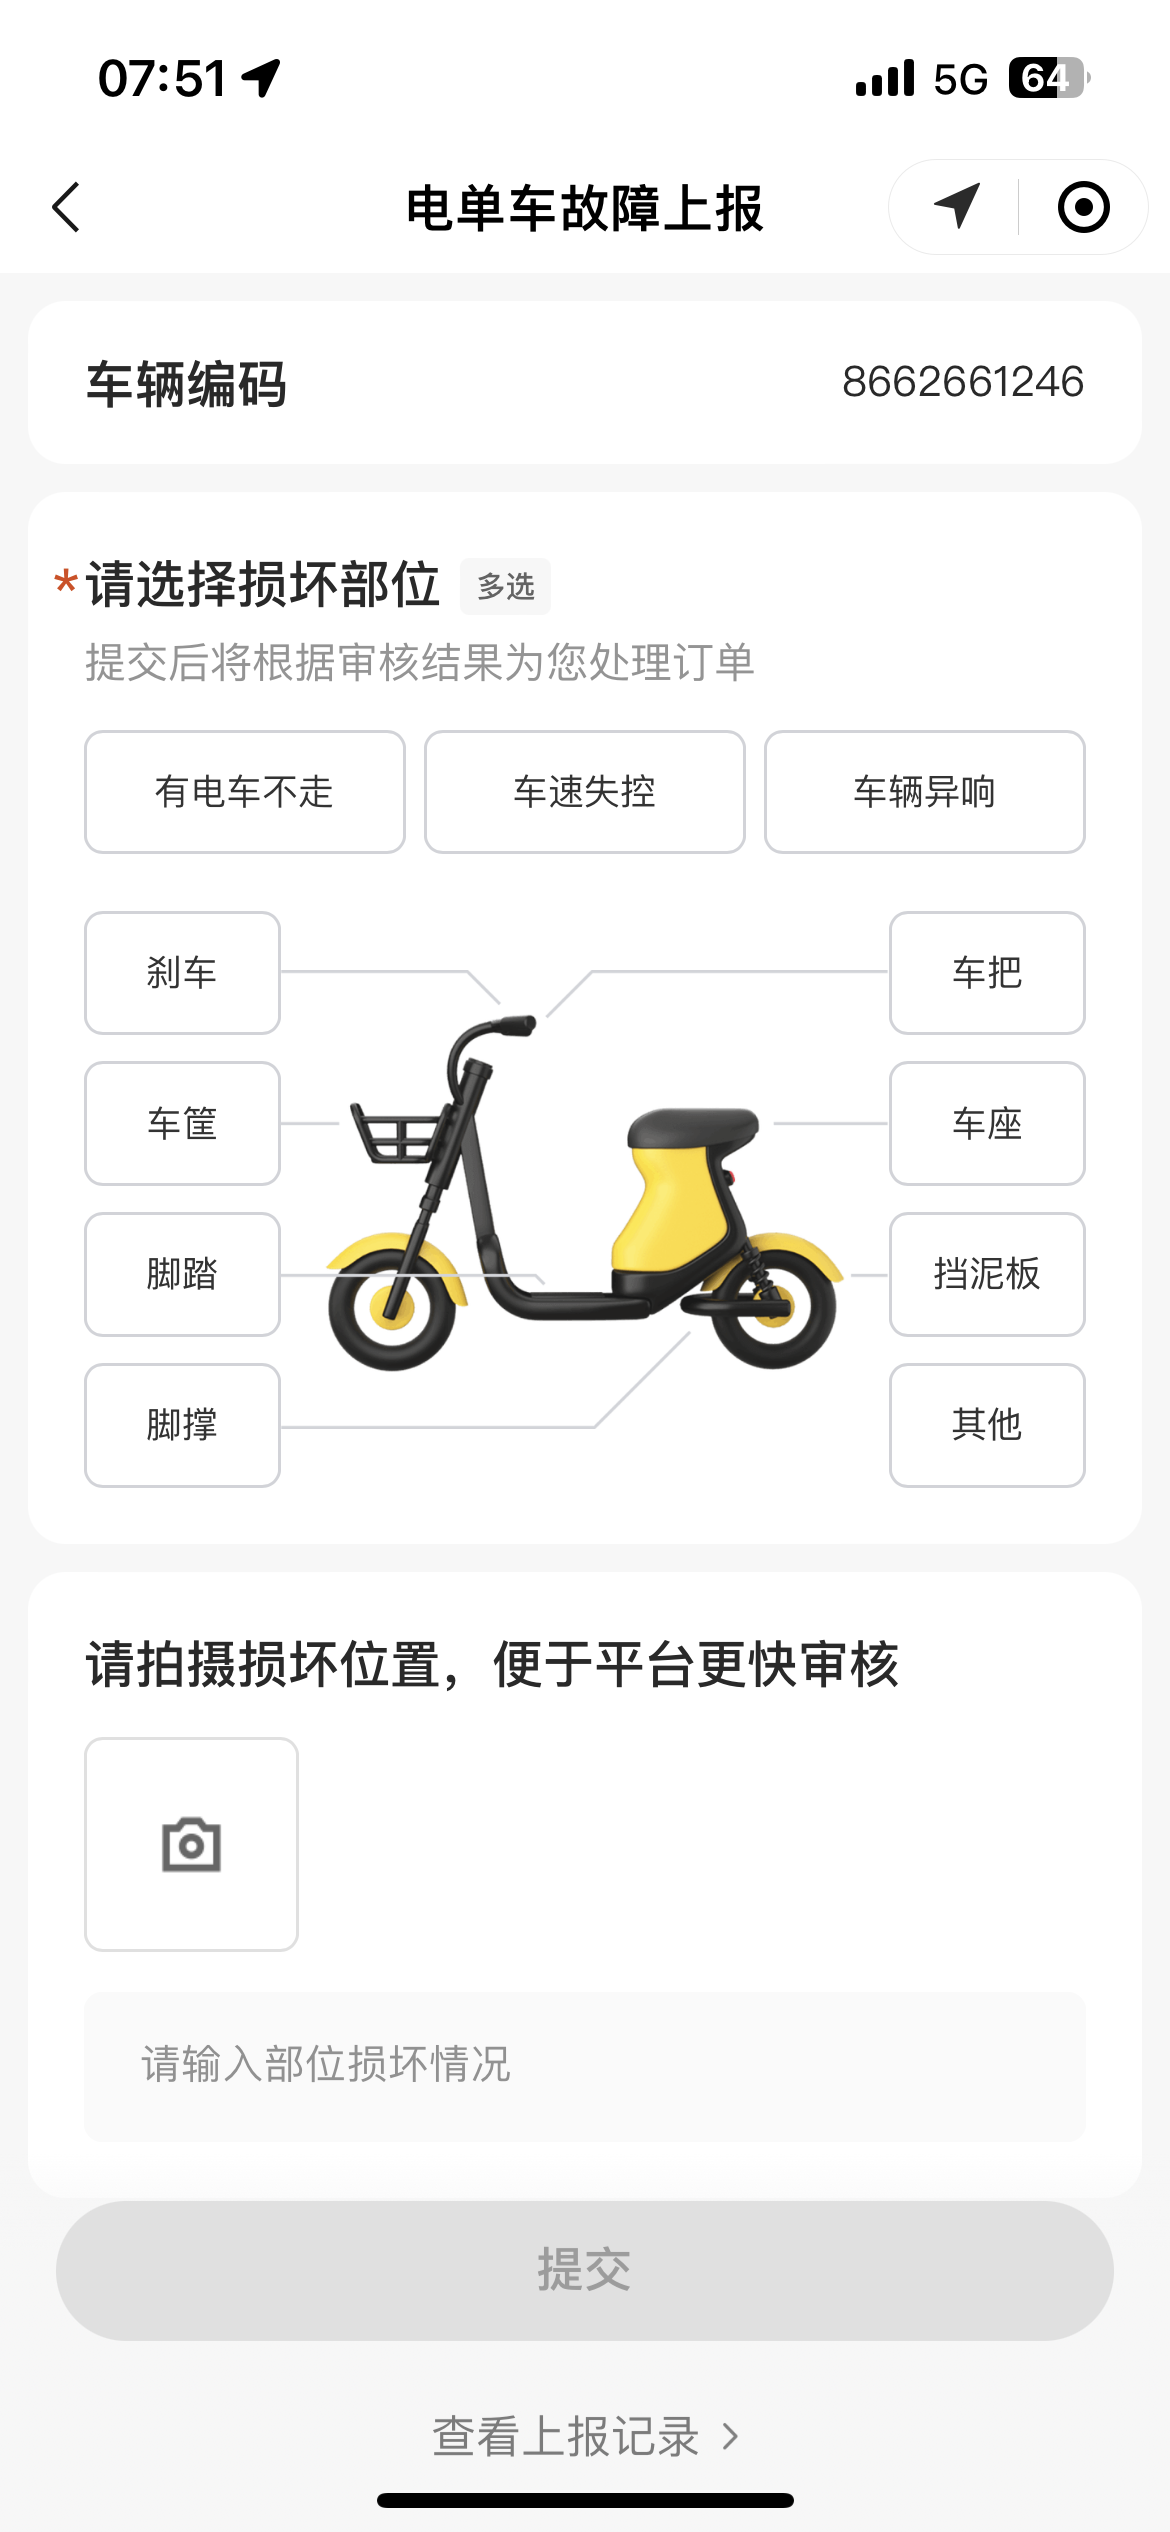 07:51
5G 64
电单车故障上报
车辆编码 8662661246
*请选择损坏部位 多选
提交后将根据审核结果为您处理订单
有电车不走 车速失控 车辆异响
刹车 车把
车筐 车座
脚踏 挡泥板
脚撑 其他
请拍摄损坏位置，便于平台更快审核
请输入部位损坏情况
提交
查看上报记录